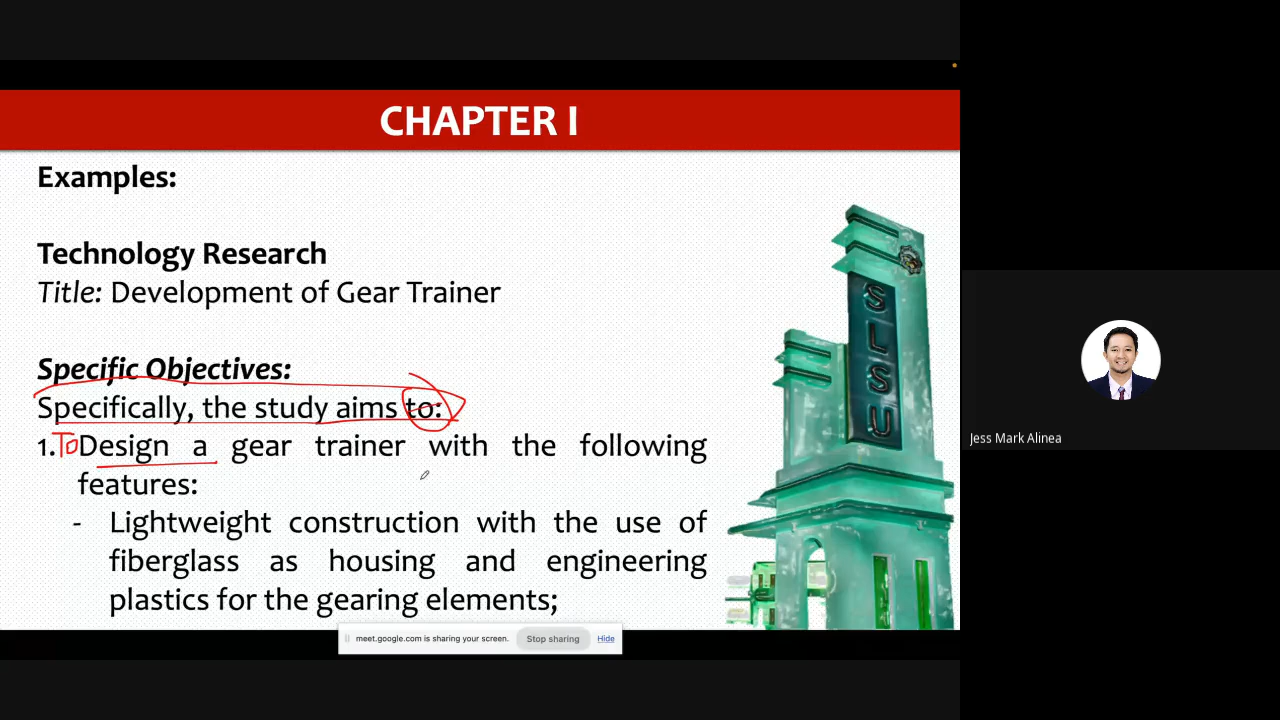 CHAPTER I
Examples:
Technology Research
Title: Development of Gear Trainer
Specific Objectives:
Specifically, the study aims to:
1. To Design a gear trainer with the following
features:
- Lightweight construction with the use of
fiberglass as housing and engineering
plastics for the gearing elements;
SLSU
meet.google.com is sharing your screen. Stop sharing Hide
Jess Mark Alinea